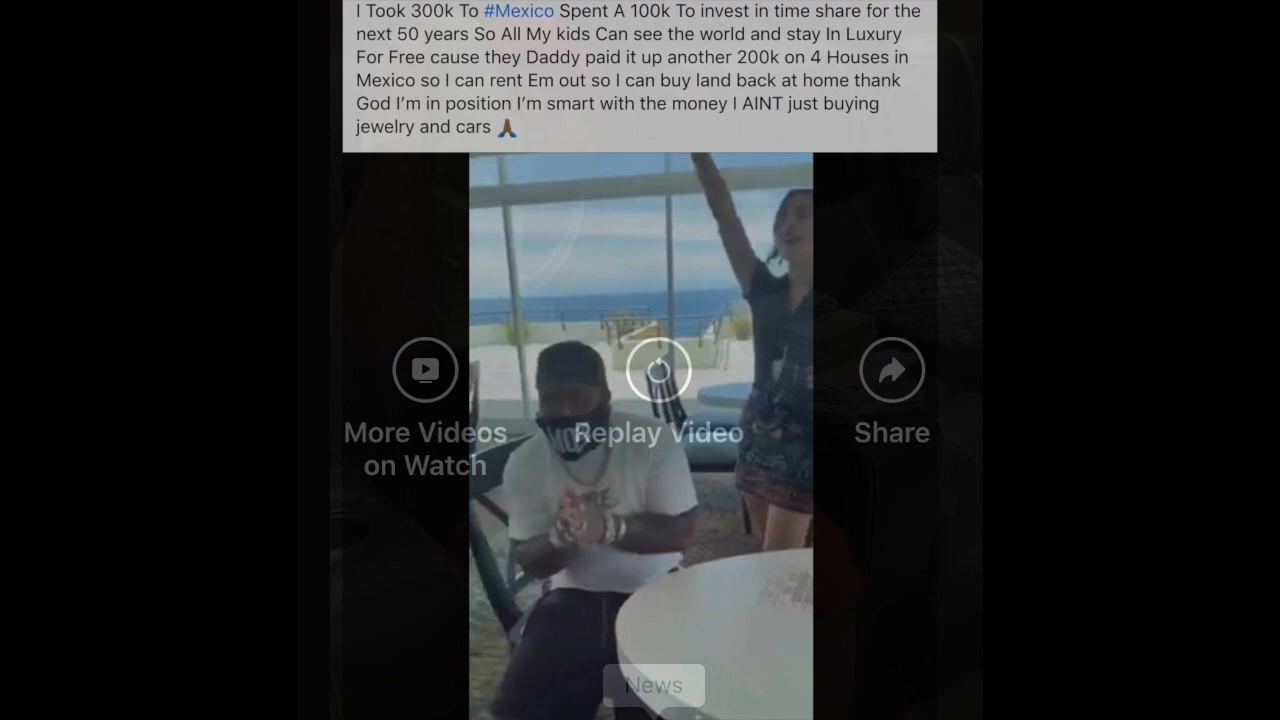 I Took 300k To #Mexico Spent A 100k To invest in time share for the
next 50 years So All My kids Can see the world and stay In Luxury
For Free cause they Daddy paid it up another 200k on 4 Houses in
Mexico so I can rent Em out so I can buy land back at home thank
God I’m in position I’m smart with the money I AINT just buying
jewelry and cars 🙏🏾
More Videos
on Watch
Replay Video
Share
News